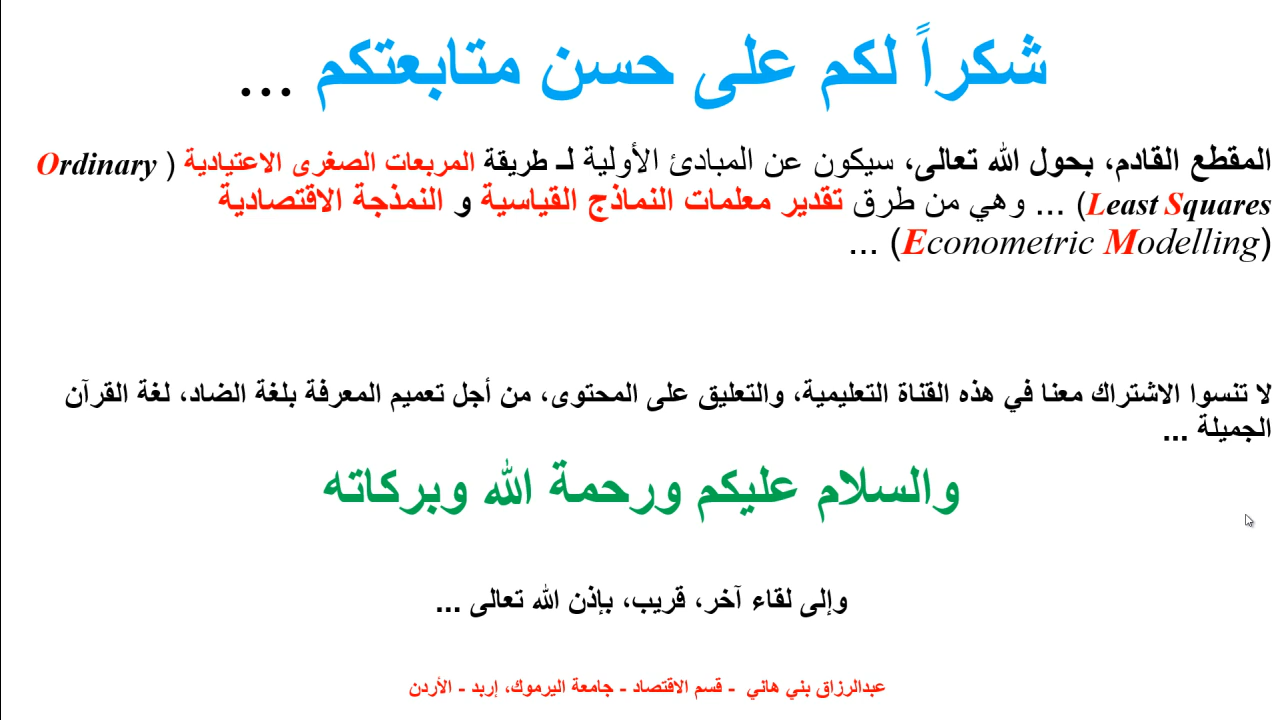 شكراً لكم على حسن متابعتكم ...
المقطع القادم، بحول الله تعالى، سيكون عن المبادئ الأولية لـ طريقة المربعات الصغرى الاعتيادية (Ordinary
Least Squares) ... وهي من طرق تقدير معلمات النماذج القياسية و النمذجة الاقتصادية
(Econometric Modelling) ...
لا تنسوا الاشتراك معنا في هذه القناة التعليمية، والتعليق على المحتوى، من أجل تعميم المعرفة بلغة الضاد، لغة القرآن
الجميلة ...
والسلام عليكم ورحمة الله وبركاته
وإلى لقاء آخر، قريب، بإذن الله تعالى ...
عبدالرزاق بني هاني - قسم الاقتصاد - جامعة اليرموك، إربد - الأردن